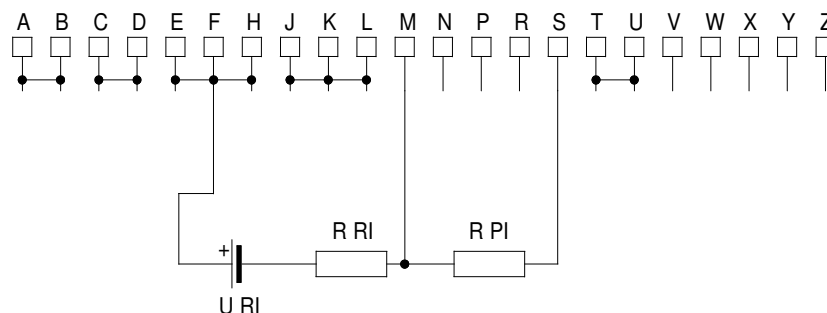 A B C D E F H J K L M N P R S T U V W X Y Z
R RI R PI
+
U RI